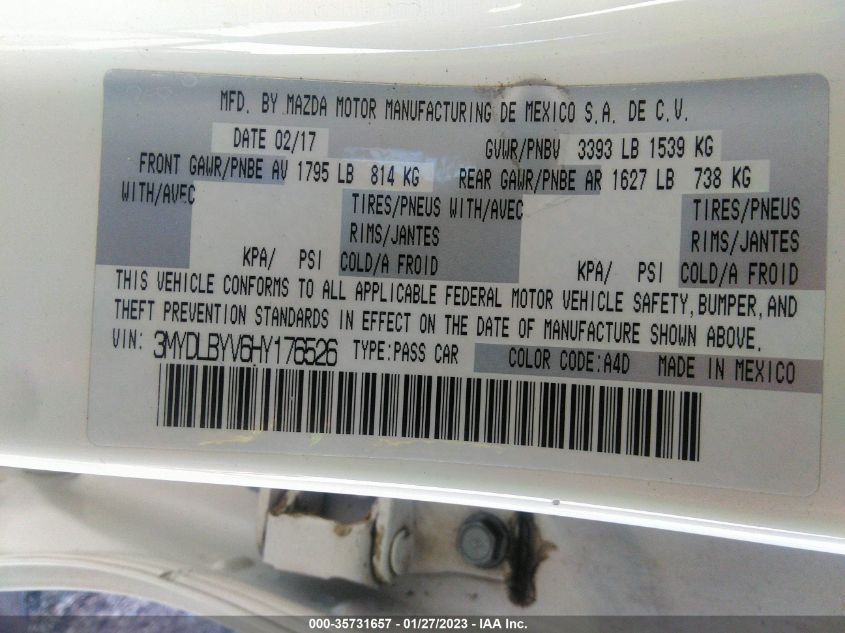 MFD. BY MAZDA MOTOR MANUFACTURING DE MEXICO S.A. DE C.V.
DATE 02/17 GVWR/PNBV 3393 LB 1539 KG
FRONT GAWR/PNBE AV 1795 LB 814 KG REAR GAWR/PNBE AR 1627 LB 738 KG
WITH/AVEC TIRES/PNEUS WITH/AVEC TIRES/PNEUS
RIMS/JANTES RIMS/JANTES
KPA/ PSI COLD/A FROID KPA/ PSI COLD/A FROID
THIS VEHICLE CONFORMS TO ALL APPLICABLE FEDERAL MOTOR VEHICLE SAFETY, BUMPER, AND
THEFT PREVENTION STANDARDS IN EFFECT ON THE DATE OF MANUFACTURE SHOWN ABOVE.
VIN: 3MYDLBYV6HY176526 TYPE:PASS CAR COLOR CODE:A4D MADE IN MEXICO
000-35731657 - 01/27/2023 - IAA Inc.